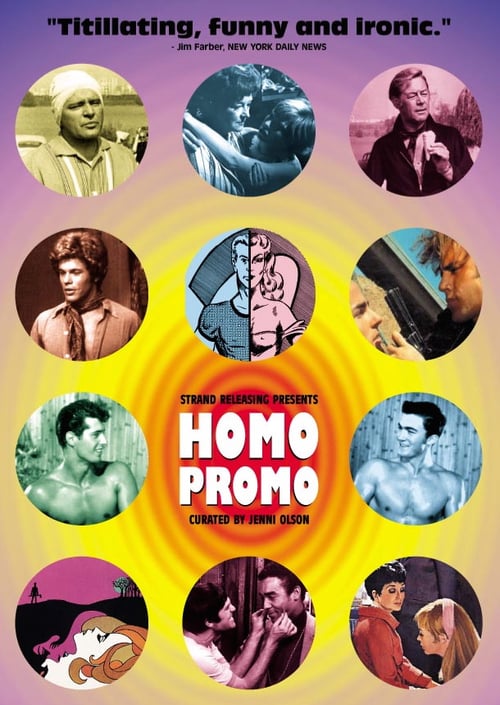 "Titillating, funny and ironic."
- Jim Farber, NEW YORK DAILY NEWS
STRAND RELEASING PRESENTS
HOMO
PROMO
CURATED BY JENNI OLSON